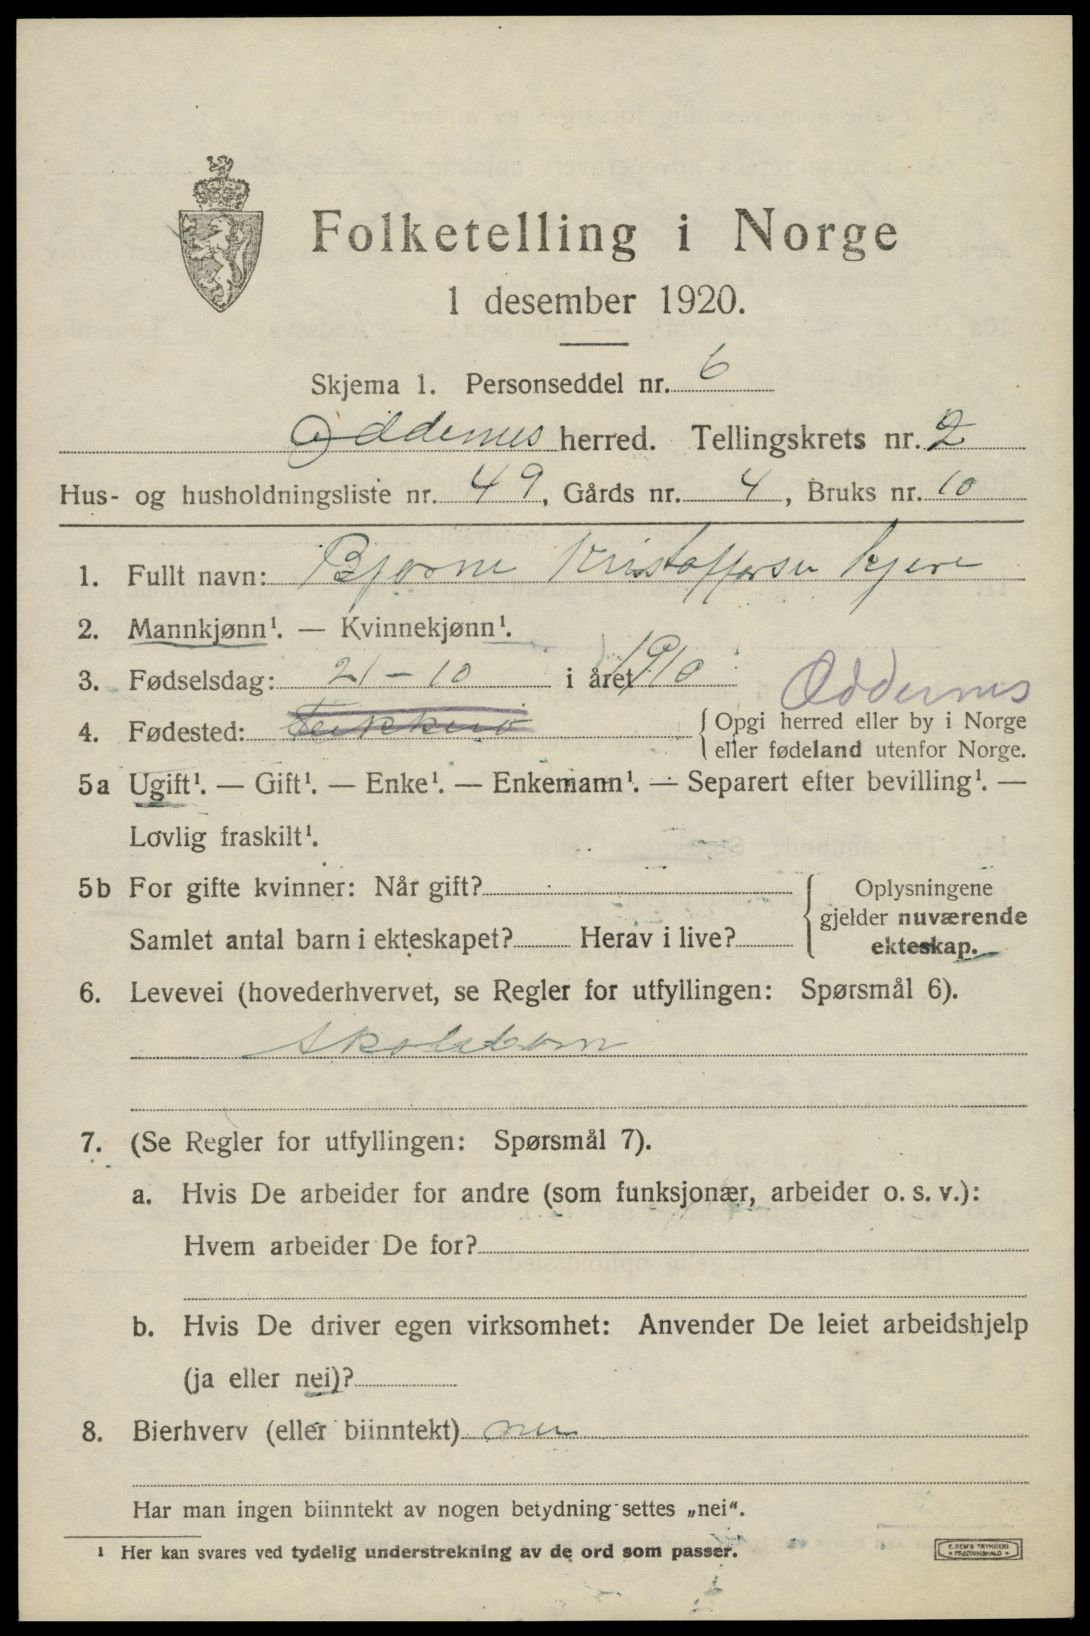 Folketelling i Norge
1 desember 1920.
Skjema 1. Personseddel nr. 6
Oddernes herred. Tellingskrets nr. 2
Hus- og husholdningsliste nr. 49, Gårds nr. 4, Bruks nr. 10
1. Fullt navn: Bjarne Kristoffersen Kjere
2. Mannkjønn¹. — Kvinnekjønn¹.
3. Fødselsdag: 21-10 i året 1910
Oddernes
4. Fødested: { Opgi herred eller by i Norge
eller fødeland utenfor Norge.
5a Ugift¹. — Gift¹. — Enke¹. — Enkemann¹. — Separert efter bevilling¹. —
Lovlig fraskilt¹.
5b For gifte kvinner: Når gift? { Oplysningene
gjelder nuværende
Samlet antal barn i ekteskapet? Herav i live? ekteskap.
6. Levevei (hovederhvervet, se Regler for utfyllingen: Spørsmål 6).
skolebarn
7. (Se Regler for utfyllingen: Spørsmål 7).
a. Hvis De arbeider for andre (som funksjonær, arbeider o. s. v.):
Hvem arbeider De for?
b. Hvis De driver egen virksomhet: Anvender De leiet arbeidshjelp
(ja eller nei)?
8. Bierhverv (eller biinntekt) nei
Har man ingen biinntekt av nogen betydning settes „nei“.
¹ Her kan svares ved tydelig understrekning av de ord som passer.
E. SEM'S TRYKKERI
FREDRIKSHALD